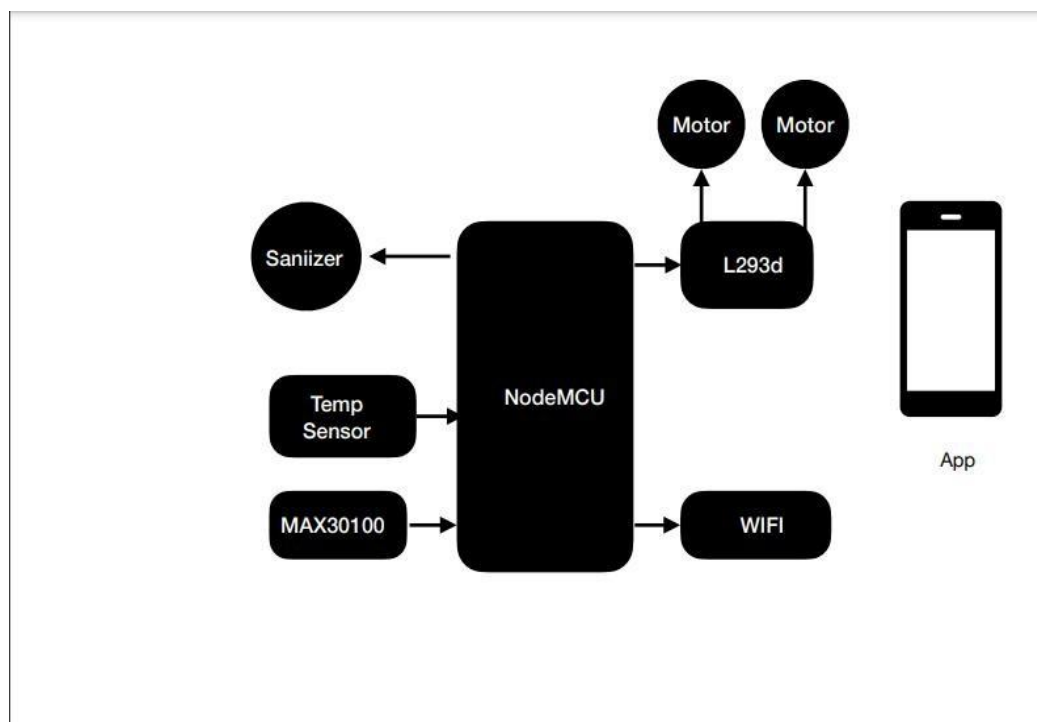 Motor
Motor
Saniizer
L293d
NodeMCU
Temp
Sensor
App
MAX30100
WIFI